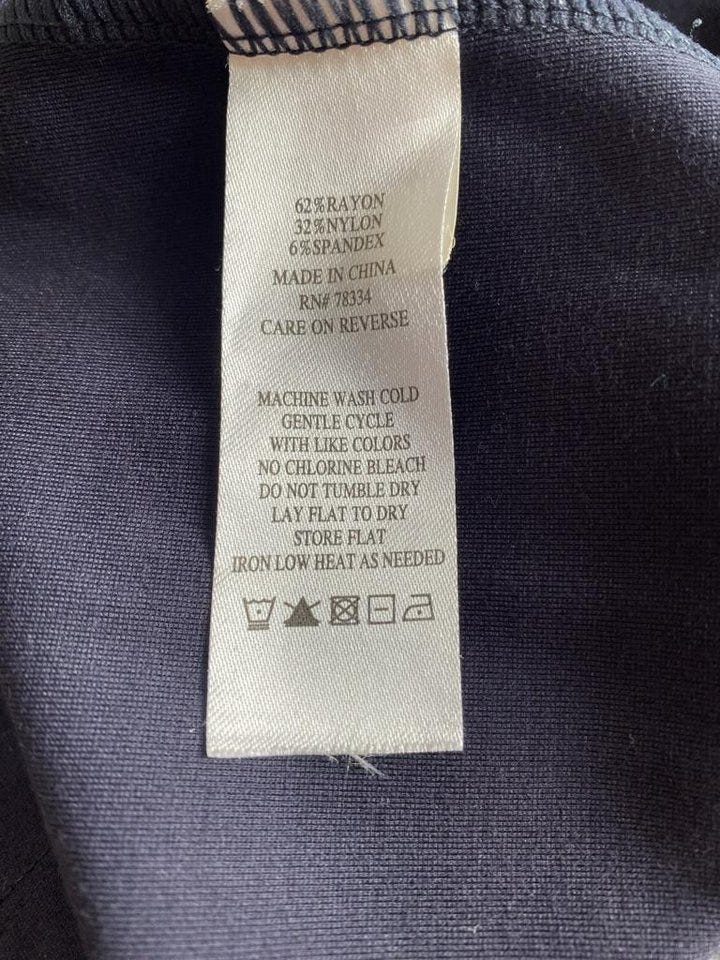 62%RAYON
32%NYLON
6%SPANDEX
MADE IN CHINA
RN# 78334
CARE ON REVERSE
MACHINE WASH COLD
GENTLE CYCLE
WITH LIKE COLORS
NO CHLORINE BLEACH
DO NOT TUMBLE DRY
LAY FLAT TO DRY
STORE FLAT
IRON LOW HEAT AS NEEDED